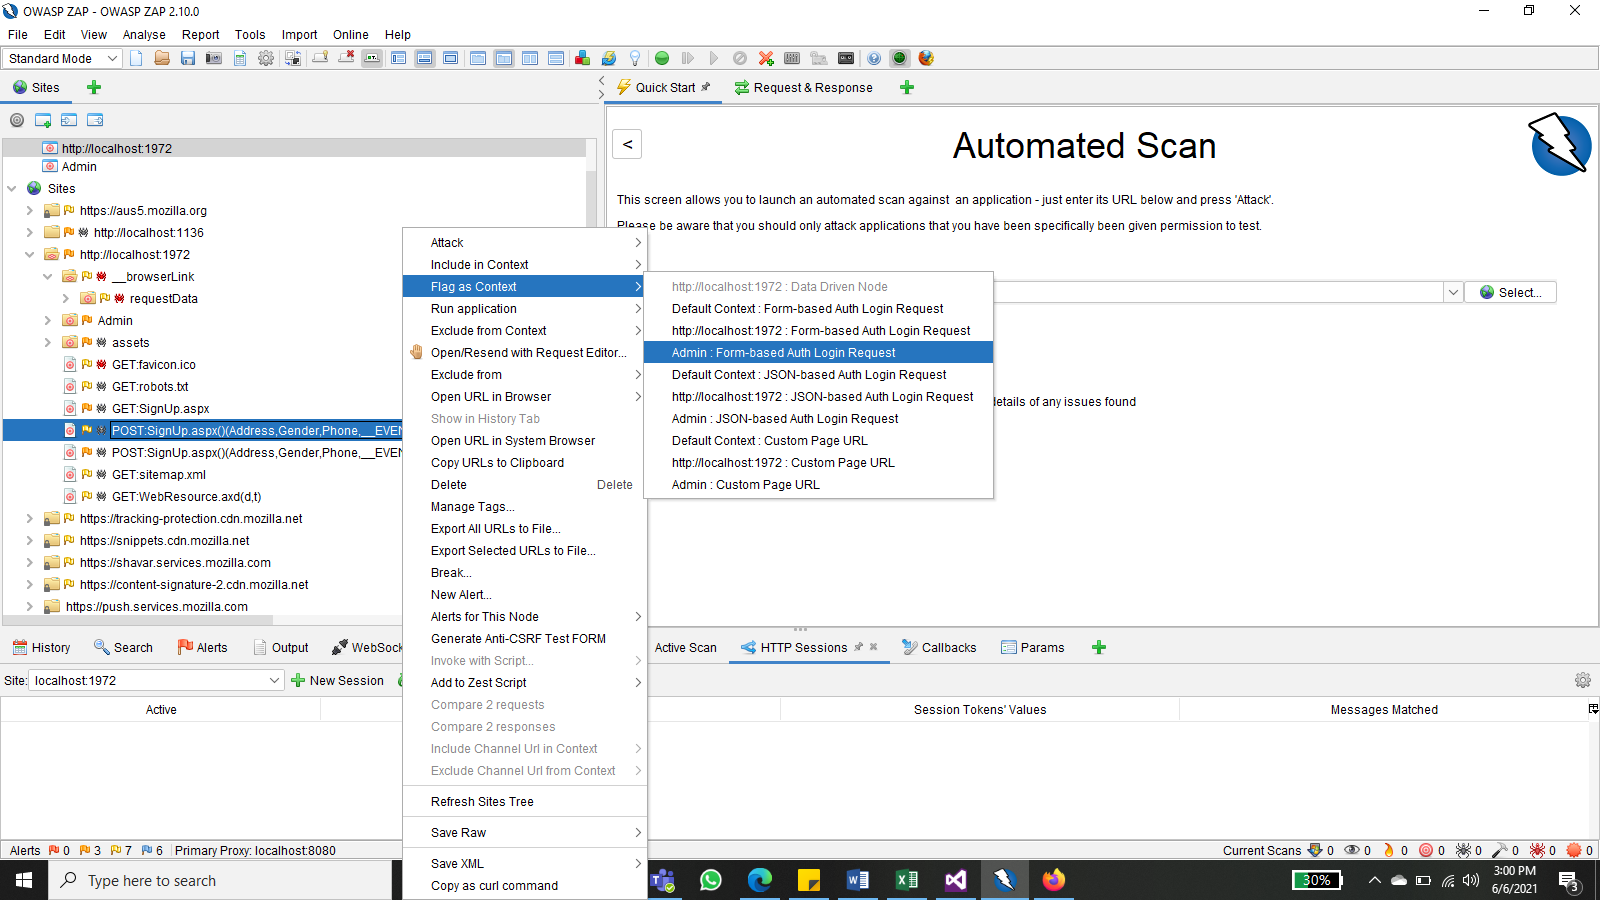 OWASP ZAP - OWASP ZAP 2.10.0
File Edit View Analyse Report Tools Import Online Help
Standard Mode
Sites
Quick Start Request & Response
http://localhost:1972
Admin
Sites
https://aus5.mozilla.org
http://localhost:1136
http://localhost:1972
__browserLink
requestData
Admin
assets
GET:favicon.ico
GET:robots.txt
GET:SignUp.aspx
POST:SignUp.aspx()(Address,Gender,Phone,__EVEN
POST:SignUp.aspx()(Address,Gender,Phone,__EVEN
GET:sitemap.xml
GET:WebResource.axd(d,t)
https://tracking-protection.cdn.mozilla.net
https://snippets.cdn.mozilla.net
https://shavar.services.mozilla.com
https://content-signature-2.cdn.mozilla.net
https://push.services.mozilla.com
<
Automated Scan
This screen allows you to launch an automated scan against an application - just enter its URL below and press 'Attack'.
Please be aware that you should only attack applications that you have been specifically been given permission to test.
Select...
details of any issues found
Attack
Include in Context
Flag as Context
Run application
Exclude from Context
Open/Resend with Request Editor...
Exclude from
Open URL in Browser
Show in History Tab
Open URL in System Browser
Copy URLs to Clipboard
Delete Delete
Manage Tags...
Export All URLs to File...
Export Selected URLs to File...
Break...
New Alert...
Alerts for This Node
Generate Anti-CSRF Test FORM
Invoke with Script...
Add to Zest Script
Compare 2 requests
Compare 2 responses
Include Channel Url in Context
Exclude Channel Url from Context
Refresh Sites Tree
Save Raw
Save XML
Copy as curl command
http://localhost:1972 : Data Driven Node
Default Context : Form-based Auth Login Request
http://localhost:1972 : Form-based Auth Login Request
Admin : Form-based Auth Login Request
Default Context : JSON-based Auth Login Request
http://localhost:1972 : JSON-based Auth Login Request
Admin : JSON-based Auth Login Request
Default Context : Custom Page URL
http://localhost:1972 : Custom Page URL
Admin : Custom Page URL
History Search Alerts Output WebSock Active Scan HTTP Sessions Callbacks Params
Site: localhost:1972 New Session
Active Session Tokens' Values Messages Matched
Alerts 0 3 7 6 Primary Proxy: localhost:8080 Current Scans 0 0 0 0 0 0 0 0
Type here to search
30%
3:00 PM
6/6/2021
3